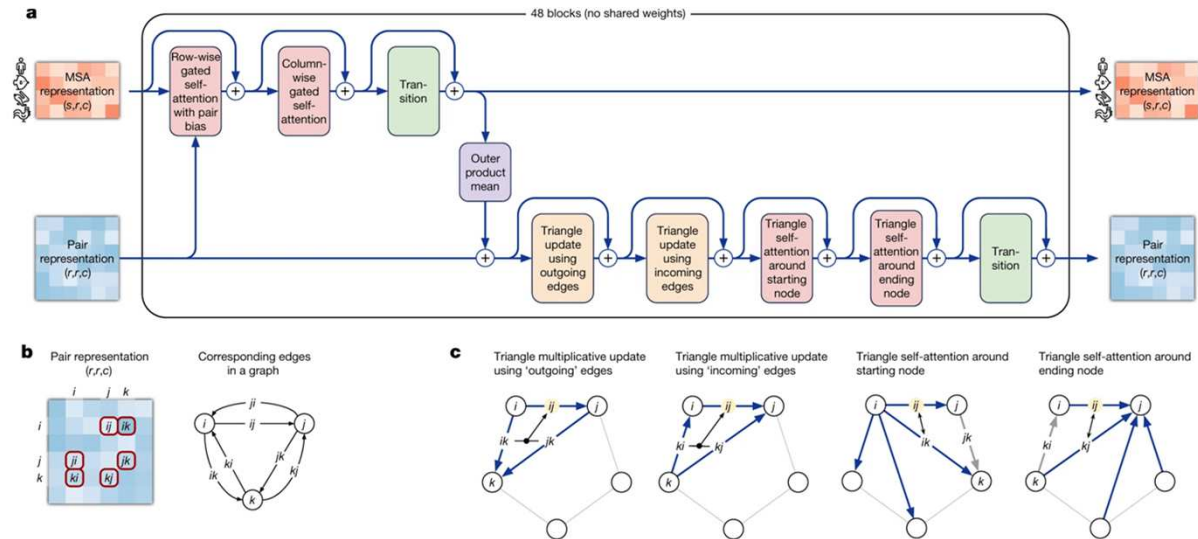 a
48 blocks (no shared weights)
MSA
representation
(s,r,c)
Row-wise
gated
self-
attention
with pair
bias
+
Column-
wise
gated
self-
attention
+
Tran-
sition
+
MSA
representation
(s,r,c)
Outer
product
mean
Pair
representation
(r,r,c)
+
Triangle
update
using
outgoing
edges
+
Triangle
update
using
incoming
edges
+
Triangle
self-
attention
around
starting
node
+
Triangle
self-
attention
around
ending
node
+
Tran-
sition
+
Pair
representation
(r,r,c)
b
Pair representation
(r,r,c)
i j k
i ij ik
j ji jk
k ki kj
Corresponding edges
in a graph
ji
i ij j
kj jk
ik kj
k
c
Triangle multiplicative update
using ‘outgoing’ edges
i ij j
ik jk
k
Triangle multiplicative update
using ‘incoming’ edges
i ij j
ki kj
k
Triangle self-attention around
starting node
i ij j
ik jk
k
Triangle self-attention around
ending node
i ij j
ki kj
k